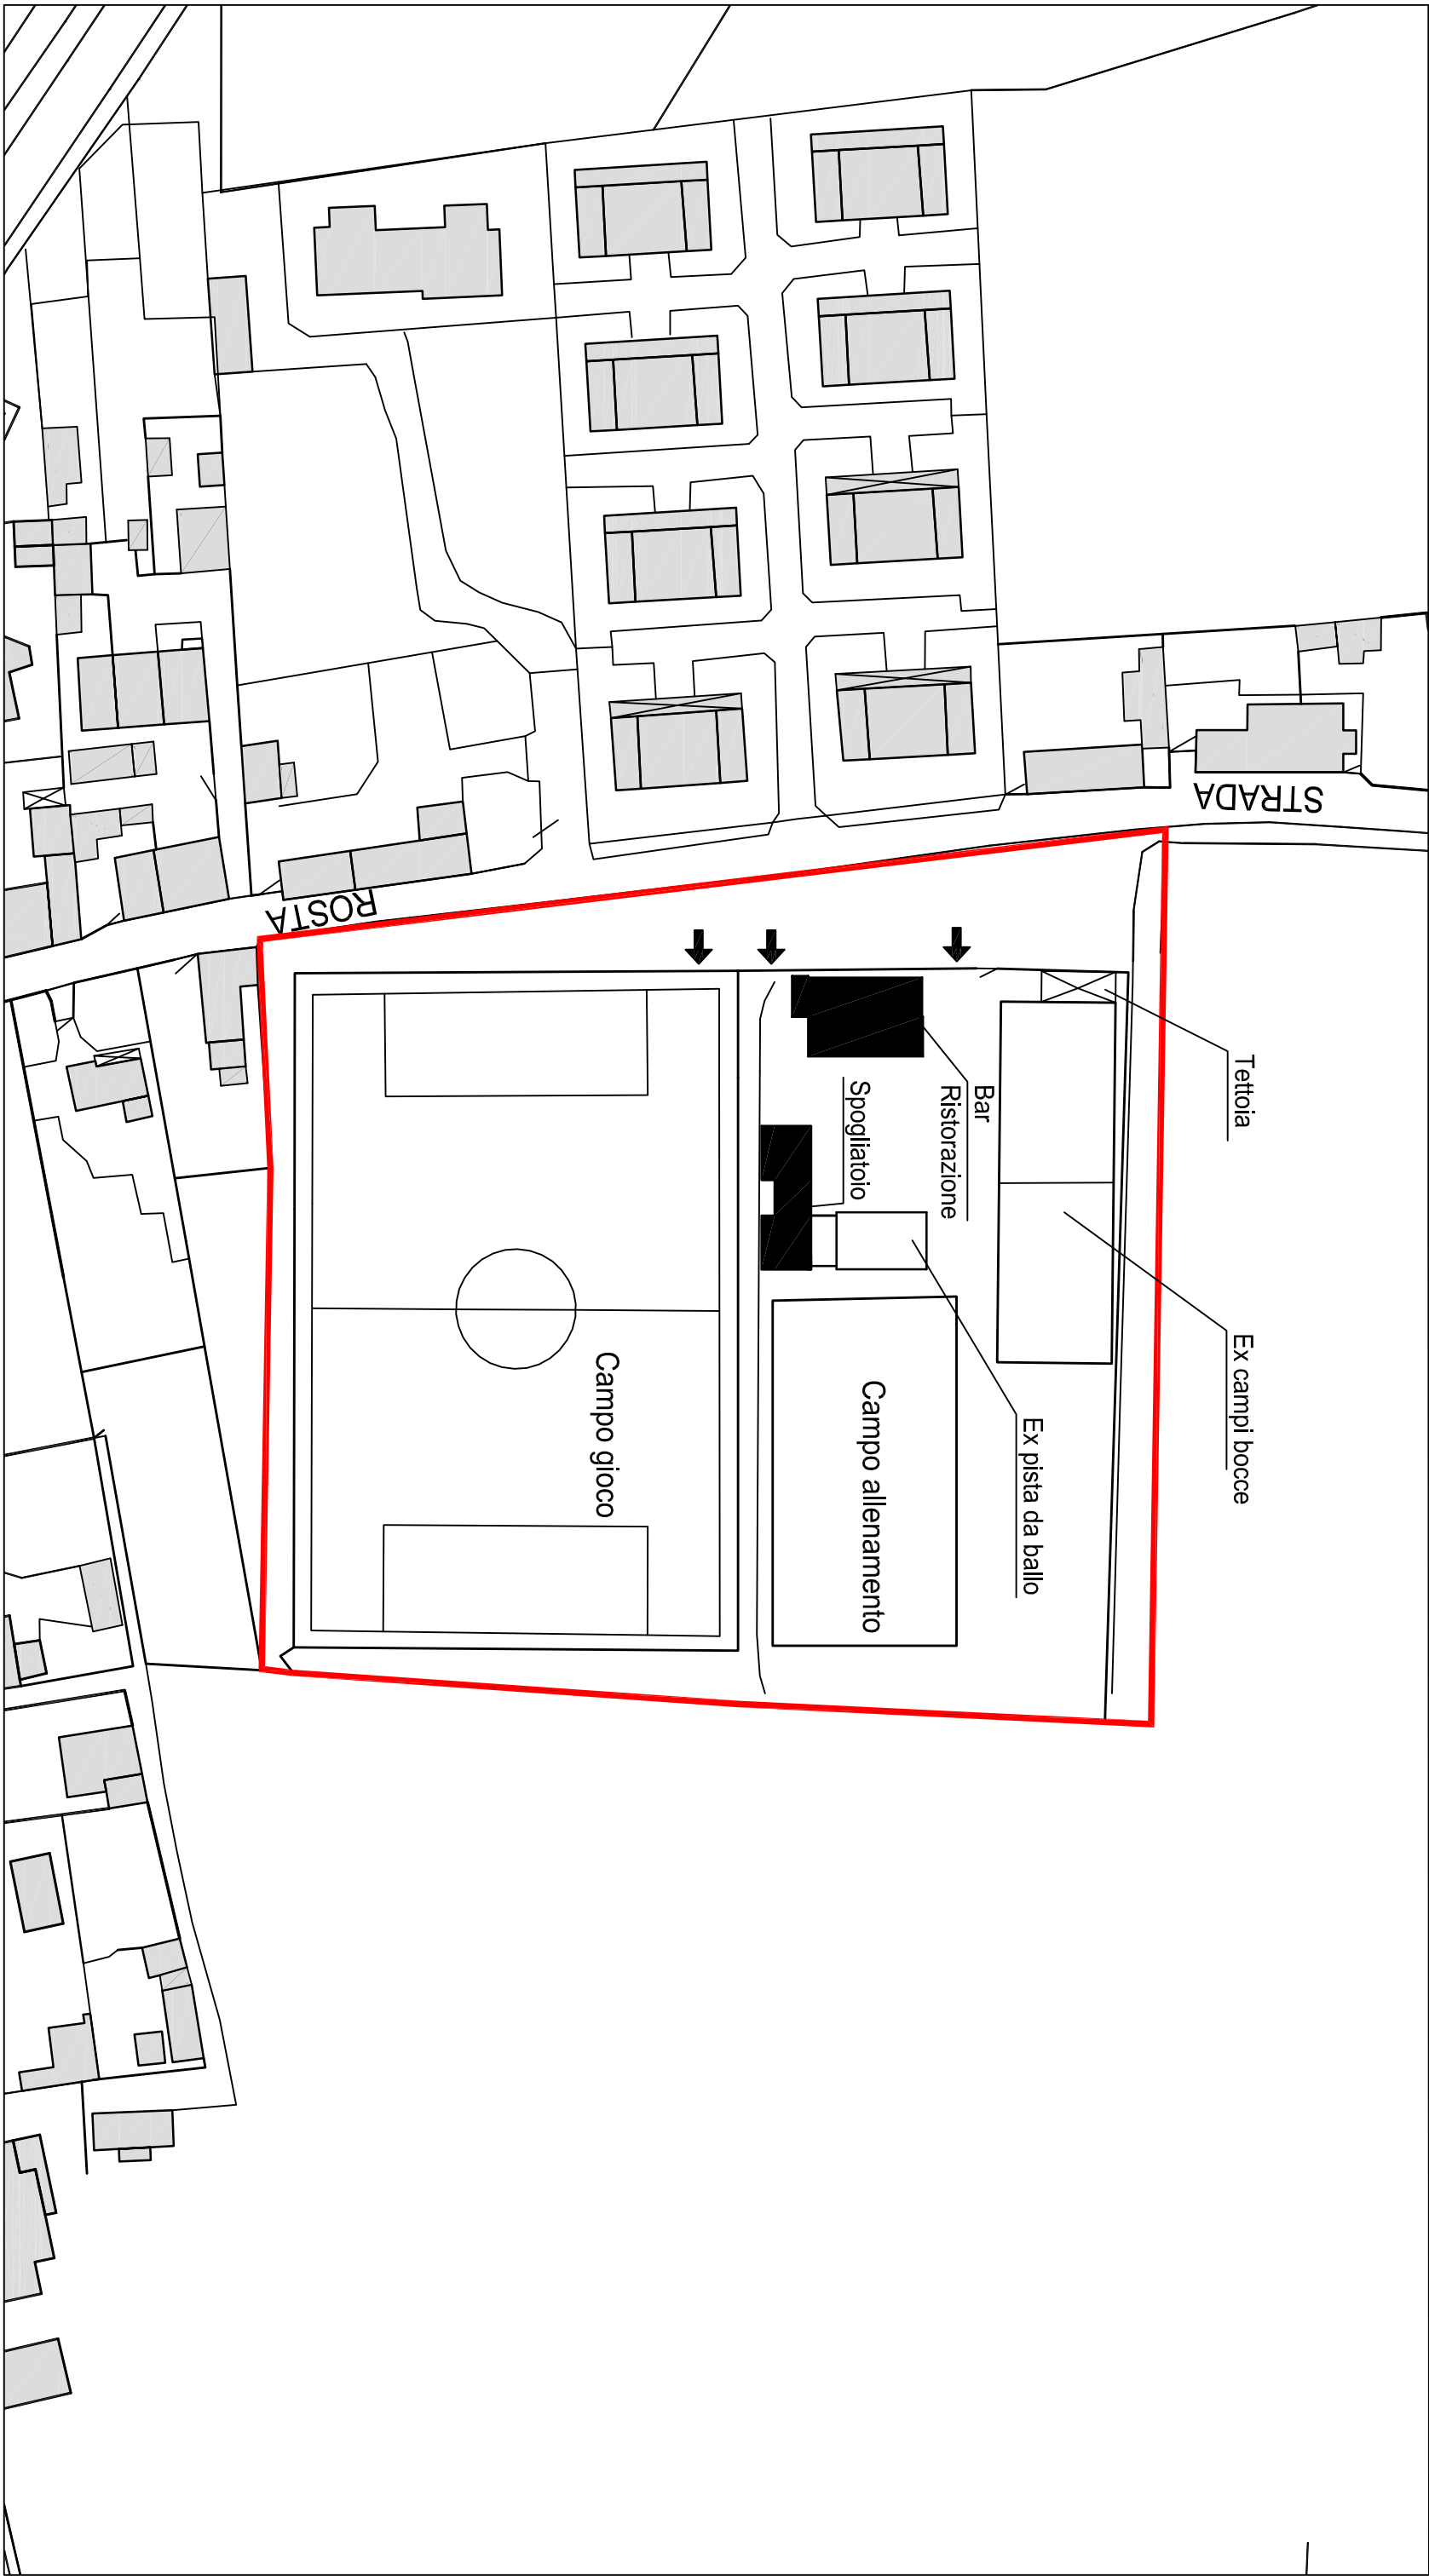 STRADA
ROSTA
Tettoia
Bar
Ristorazione
Spogliatoio
Ex campi bocce
Ex pista da ballo
Campo allenamento
Campo gioco